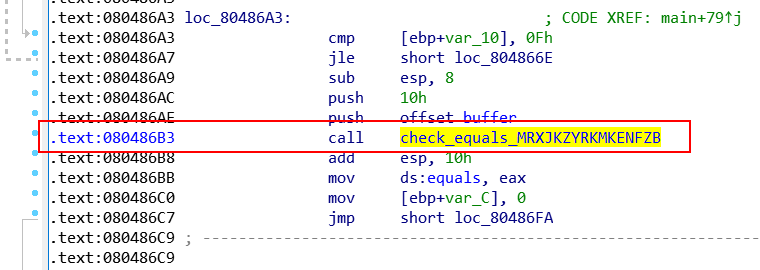 .text:080486A3
.text:080486A3 loc_80486A3: ; CODE XREF: main+79↑j
.text:080486A3 cmp [ebp+var_10], 0Fh
.text:080486A7 jle short loc_804866E
.text:080486A9 sub esp, 8
.text:080486AC push 10h
.text:080486AE push offset buffer
.text:080486B3 call check_equals_MRXJKZYRKMKENFZB
.text:080486B8 add esp, 10h
.text:080486BB mov ds:equals, eax
.text:080486C0 mov [ebp+var_C], 0
.text:080486C7 jmp short loc_80486FA
.text:080486C9 ; ---------------------------------------------------------
.text:080486C9